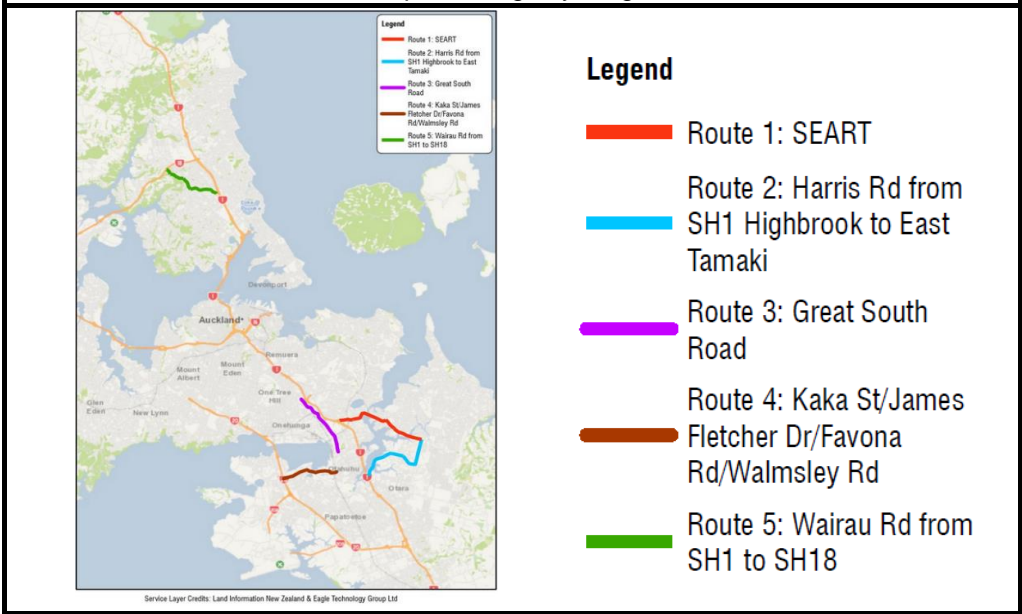 Legend
Route 1: SEART
Route 2: Harris Rd from
SH1 Highbrook to East
Tamaki
Route 3: Great South
Road
Route 4: Kaka St/James
Fletcher Dr/Favona
Rd/Walmsley Rd
Route 5: Wairau Rd from
SH1 to SH18
Devonport
Auckland
Remuera
Mount
Albert
Mount
Eden
One Tree
Hill
Glen
Eden
New Lynn
Onehunga
Otara
Papatoetoe
Service Layer Credits: Land Information New Zealand & Eagle Technology Group Ltd
Legend
Route 1: SEART
Route 2: Harris Rd from
SH1 Highbrook to East
Tamaki
Route 3: Great South
Road
Route 4: Kaka St/James
Fletcher Dr/Favona
Rd/Walmsley Rd
Route 5: Wairau Rd from
SH1 to SH18